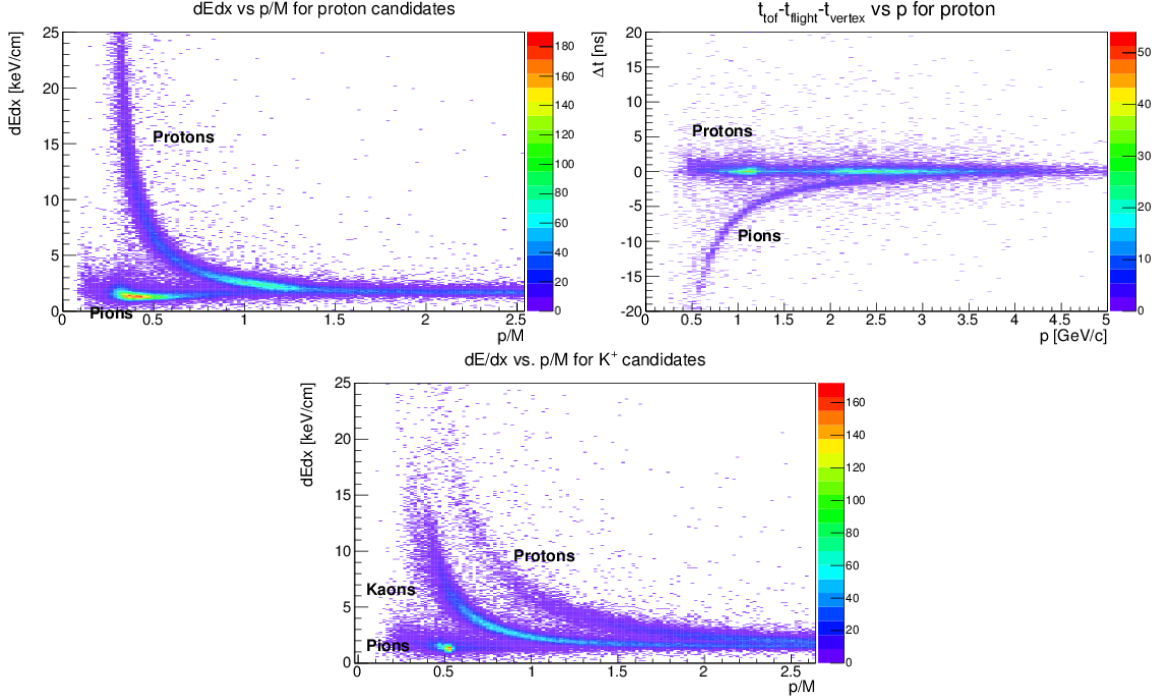 dEdx vs p/M for proton candidates
dEdx [keV/cm]
25
20
15
10
5
0
Protons
Pions
0 0.5 1 1.5 2 2.5
p/M
180
160
140
120
100
80
60
40
20
0
t_tof-t_flight-t_vertex vs p for proton
Δt [ns]
20
15
10
5
0
-5
-10
-15
-20
Protons
Pions
0 0.5 1 1.5 2 2.5 3 3.5 4 4.5 5
p [GeV/c]
50
40
30
20
10
0
dE/dx vs. p/M for K⁺ candidates
dEdx [keV/cm]
25
20
15
10
5
0
Protons
Kaons
Pions
0 0.5 1 1.5 2 2.5
p/M
160
140
120
100
80
60
40
20
0